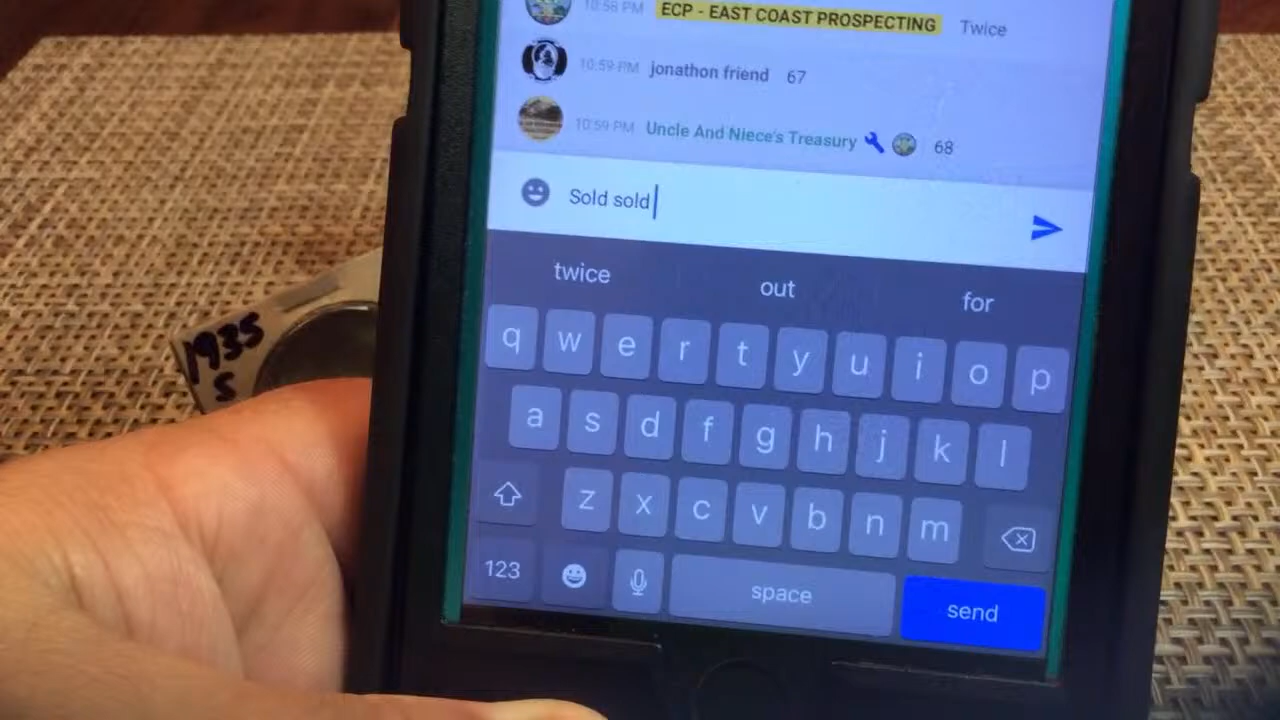 10:58 PM ECP - EAST COAST PROSPECTING Twice
10:59 PM jonathon friend 67
10:59 PM Uncle And Niece's Treasury 68
Sold sold
twice out for
q w e r t y u i o p
a s d f g h j k l
z x c v b n m
123 space send
1935
S